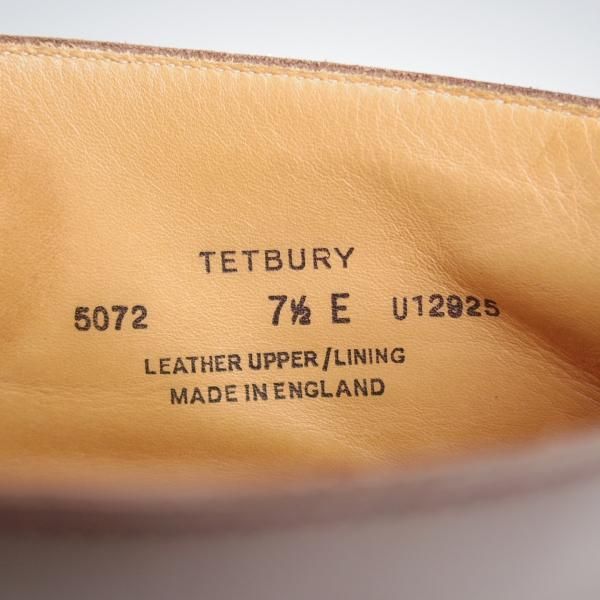 TETBURY
5072 7½ E U12925
LEATHER UPPER/LINING
MADE IN ENGLAND